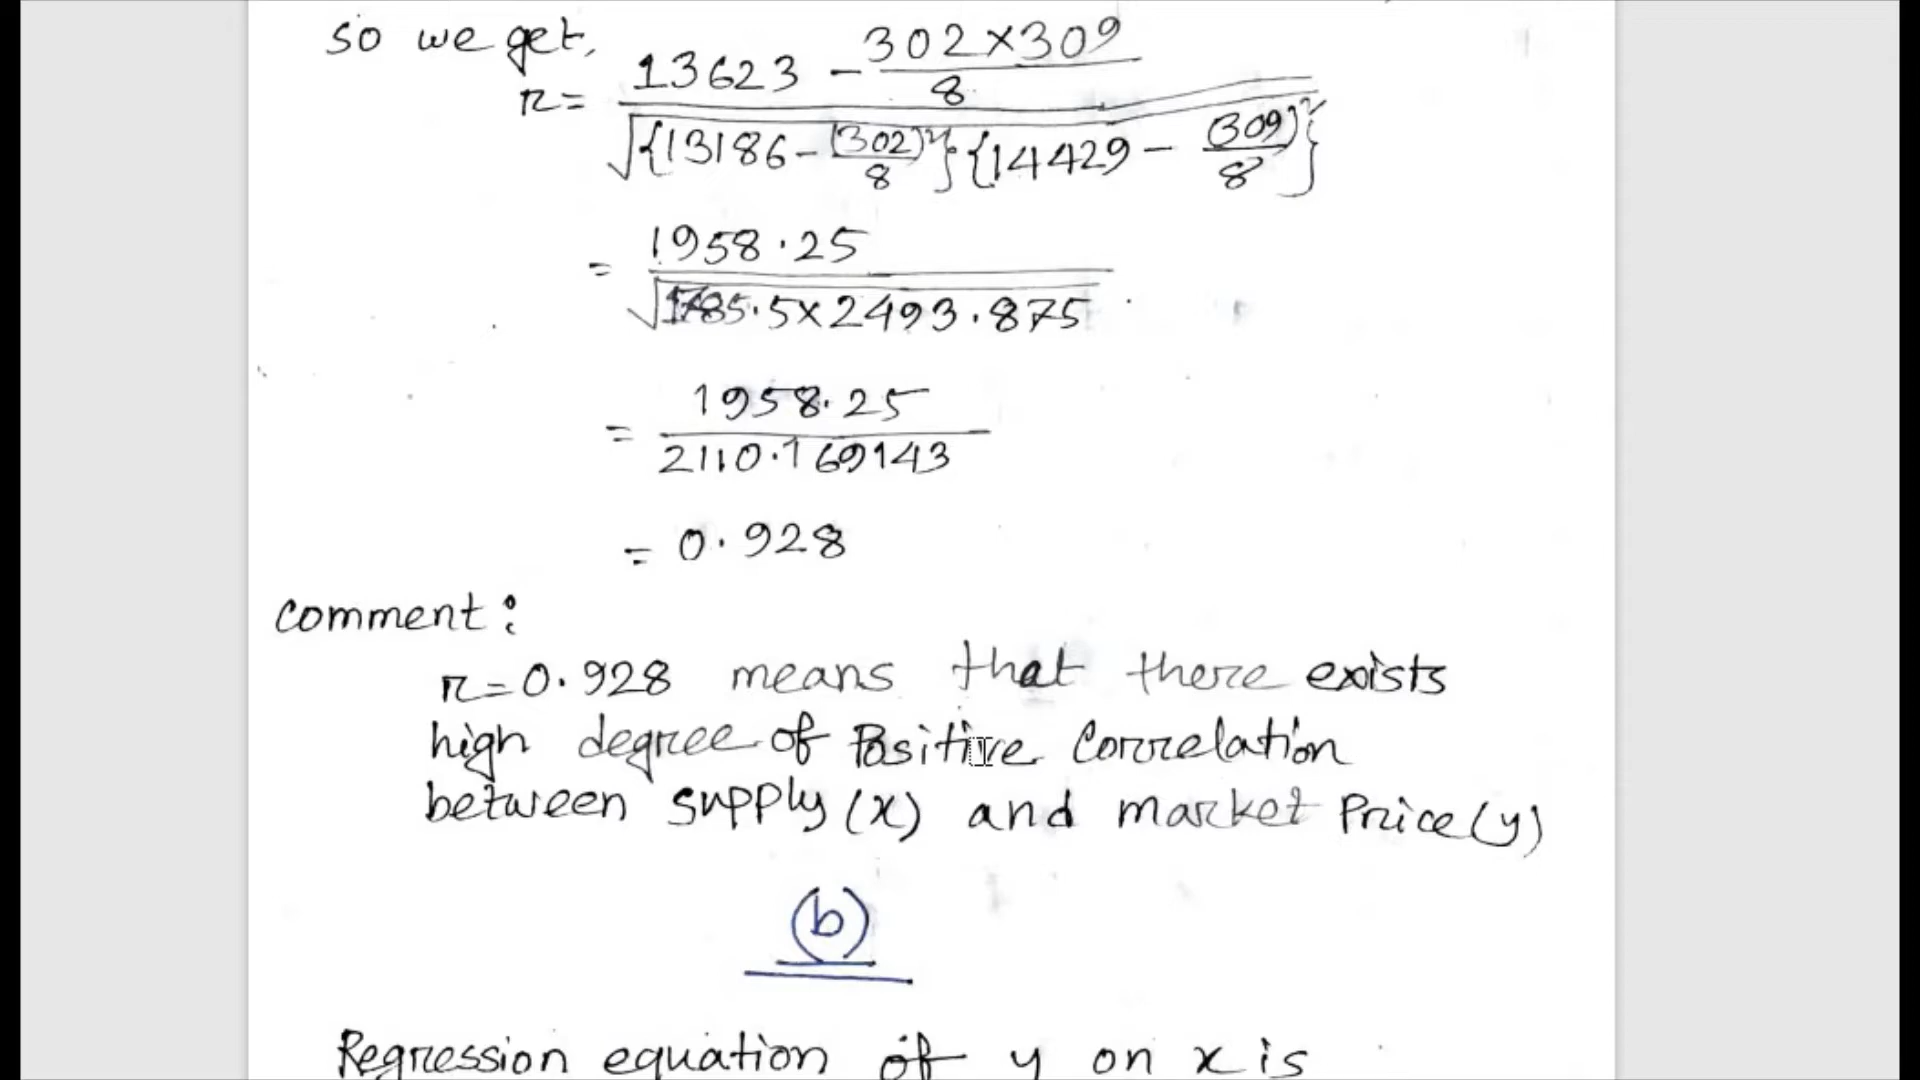 so we get,
r = 13623 - 302×309/8
√{13186 - (302)²/8}{14429 - (309)²/8}
= 1958.25
√1785.5×2493.875
= 1958.25
2110.169143
= 0.928
comment:
r=0.928 means that there exists
high degree of Positive Correlation
between supply(x) and market Price(y)
(b)
Regression equation of y on x is